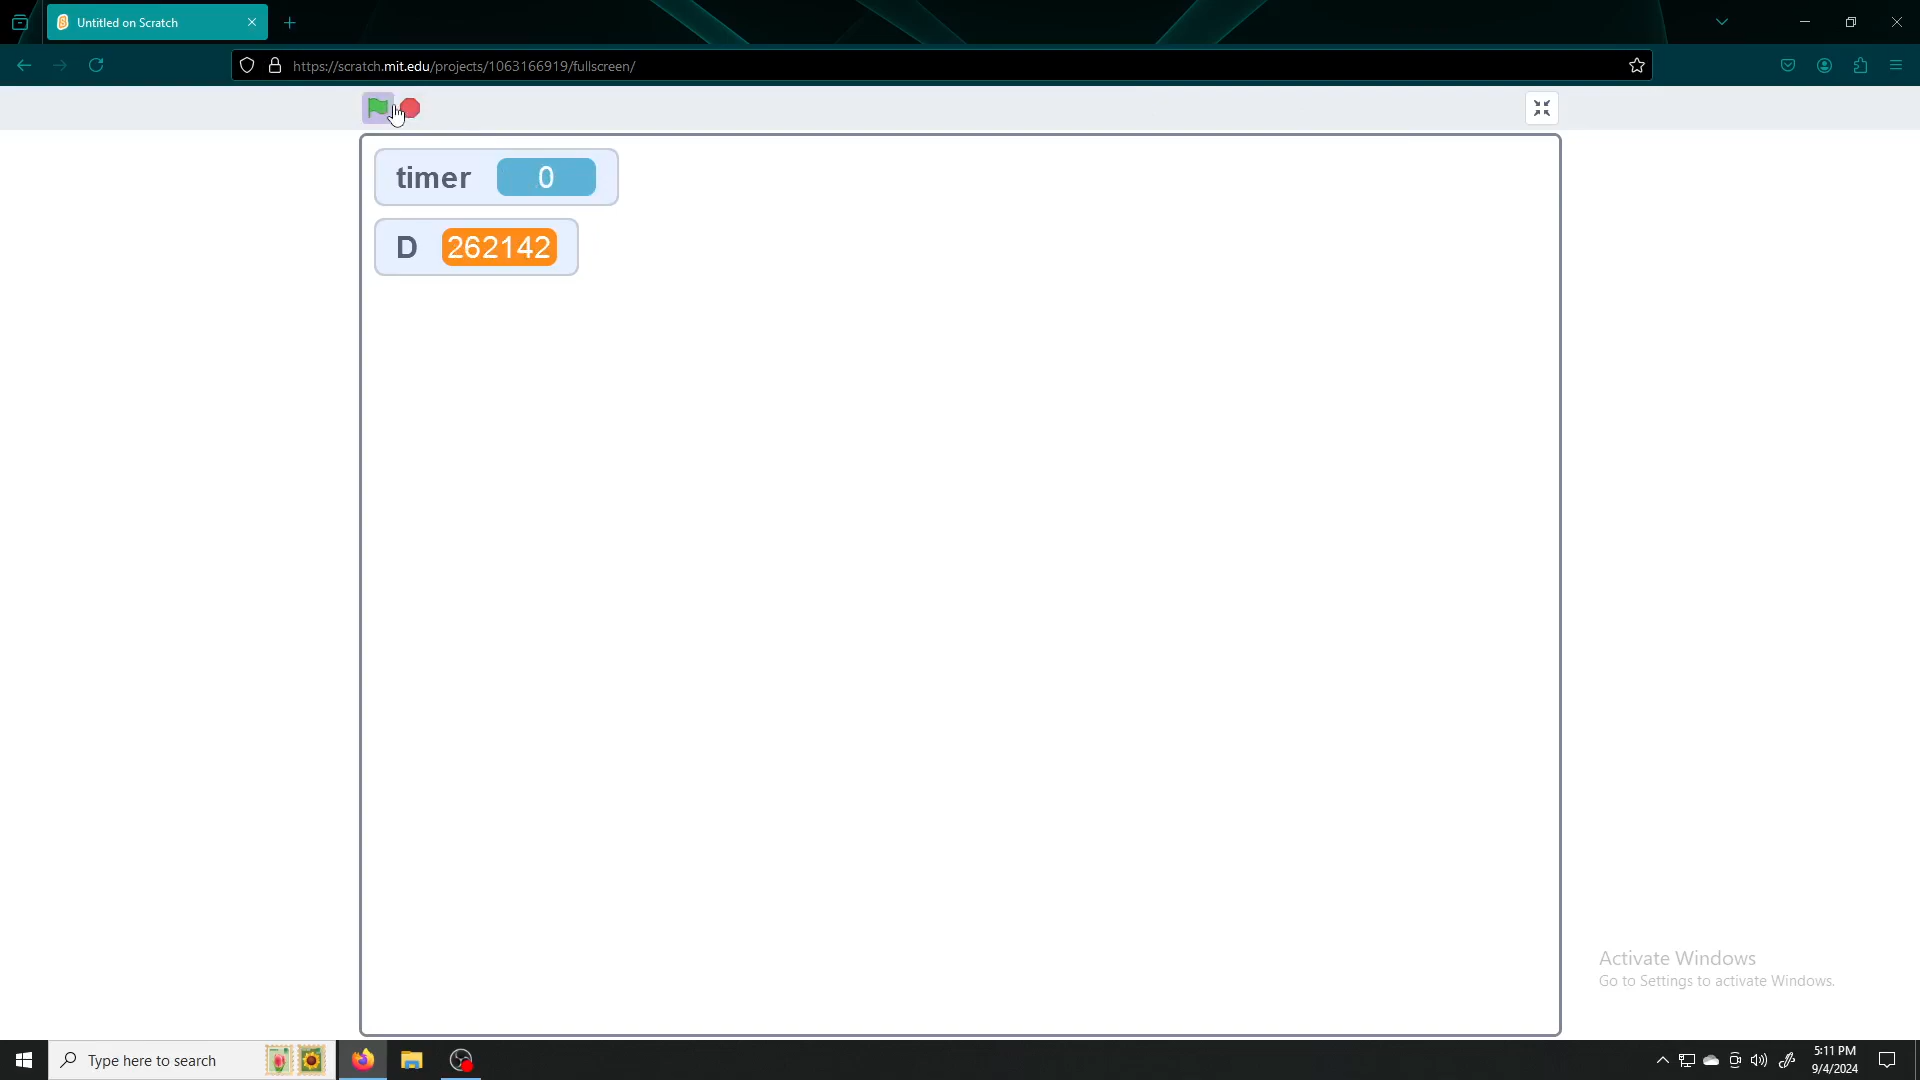 Untitled on Scratch
https://scratch.mit.edu/projects/1063166919/fullscreen/
timer 0
D 262142
Activate Windows
Go to Settings to activate Windows.
Type here to search
5:11 PM
9/4/2024